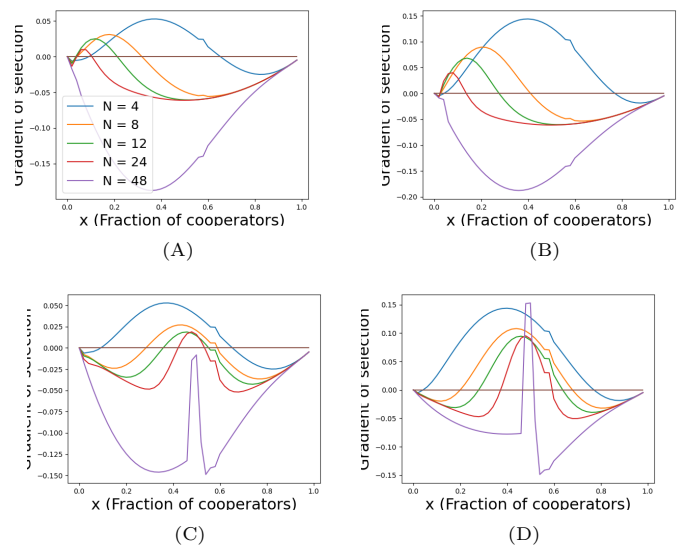 0.05
0.00
−0.05
−0.10
−0.15
Gradient of selection
N = 4
N = 8
N = 12
N = 24
N = 48
0.0 0.2 0.4 0.6 0.8 1.0
x (Fraction of cooperators)
(A)
0.15
0.10
0.05
0.00
−0.05
−0.10
−0.15
−0.20
Gradient of selection
0.0 0.2 0.4 0.6 0.8 1.0
x (Fraction of cooperators)
(B)
0.050
0.025
0.000
−0.025
−0.050
−0.075
−0.100
−0.125
−0.150
Gradient of selection
0.0 0.2 0.4 0.6 0.8 1.0
x (Fraction of cooperators)
(C)
0.15
0.10
0.05
0.00
−0.05
−0.10
−0.15
Gradient of selection
0.0 0.2 0.4 0.6 0.8 1.0
x (Fraction of cooperators)
(D)